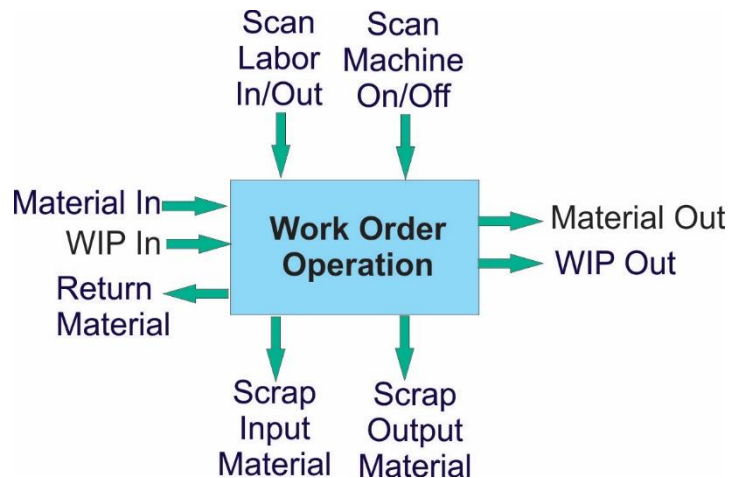 Scan
Labor
In/Out
Scan
Machine
On/Off
Material In
WIP In
Return
Material
Work Order
Operation
Material Out
WIP Out
Scrap
Input
Material
Scrap
Output
Material